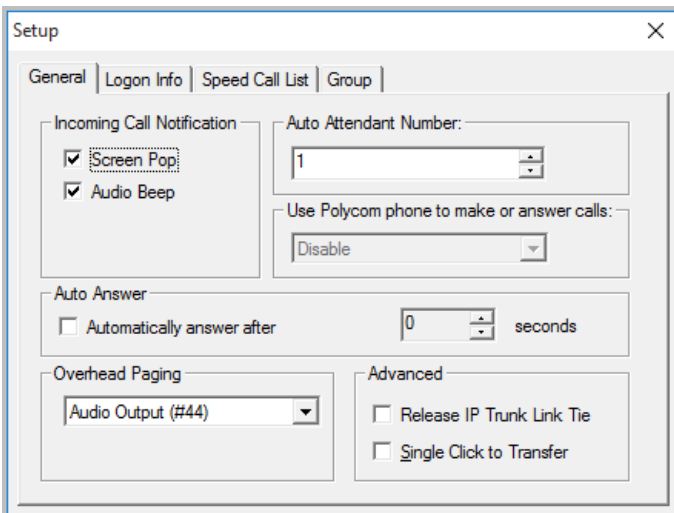 Setup
General Logon Info Speed Call List Group
Incoming Call Notification
Screen Pop
Audio Beep
Auto Attendant Number:
1
Use Polycom phone to make or answer calls:
Disable
Auto Answer
Automatically answer after 0 seconds
Overhead Paging
Audio Output (#44)
Advanced
Release IP Trunk Link Tie
Single Click to Transfer